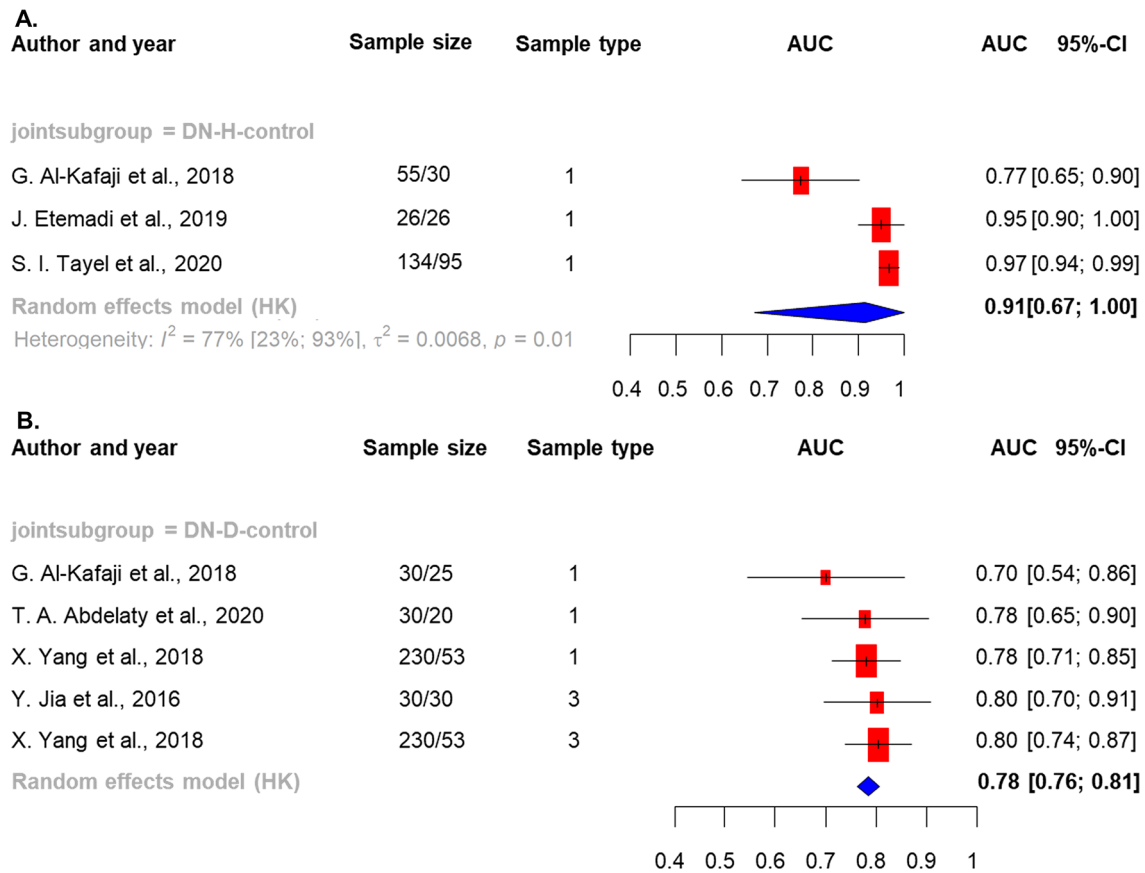 A.
Author and year Sample size Sample type AUC AUC 95%-CI
jointsubgroup = DN-H-control
G. Al-Kafaji et al., 2018 55/30 1 0.77 [0.65; 0.90]
J. Etemadi et al., 2019 26/26 1 0.95 [0.90; 1.00]
S. I. Tayel et al., 2020 134/95 1 0.97 [0.94; 0.99]
Random effects model (HK) 0.91[0.67; 1.00]
Heterogeneity: I² = 77% [23%; 93%], τ² = 0.0068, p = 0.01
0.4 0.5 0.6 0.7 0.8 0.9 1
B.
Author and year Sample size Sample type AUC AUC 95%-CI
jointsubgroup = DN-D-control
G. Al-Kafaji et al., 2018 30/25 1 0.70 [0.54; 0.86]
T. A. Abdelaty et al., 2020 30/20 1 0.78 [0.65; 0.90]
X. Yang et al., 2018 230/53 1 0.78 [0.71; 0.85]
Y. Jia et al., 2016 30/30 3 0.80 [0.70; 0.91]
X. Yang et al., 2018 230/53 3 0.80 [0.74; 0.87]
Random effects model (HK) 0.78 [0.76; 0.81]
0.4 0.5 0.6 0.7 0.8 0.9 1